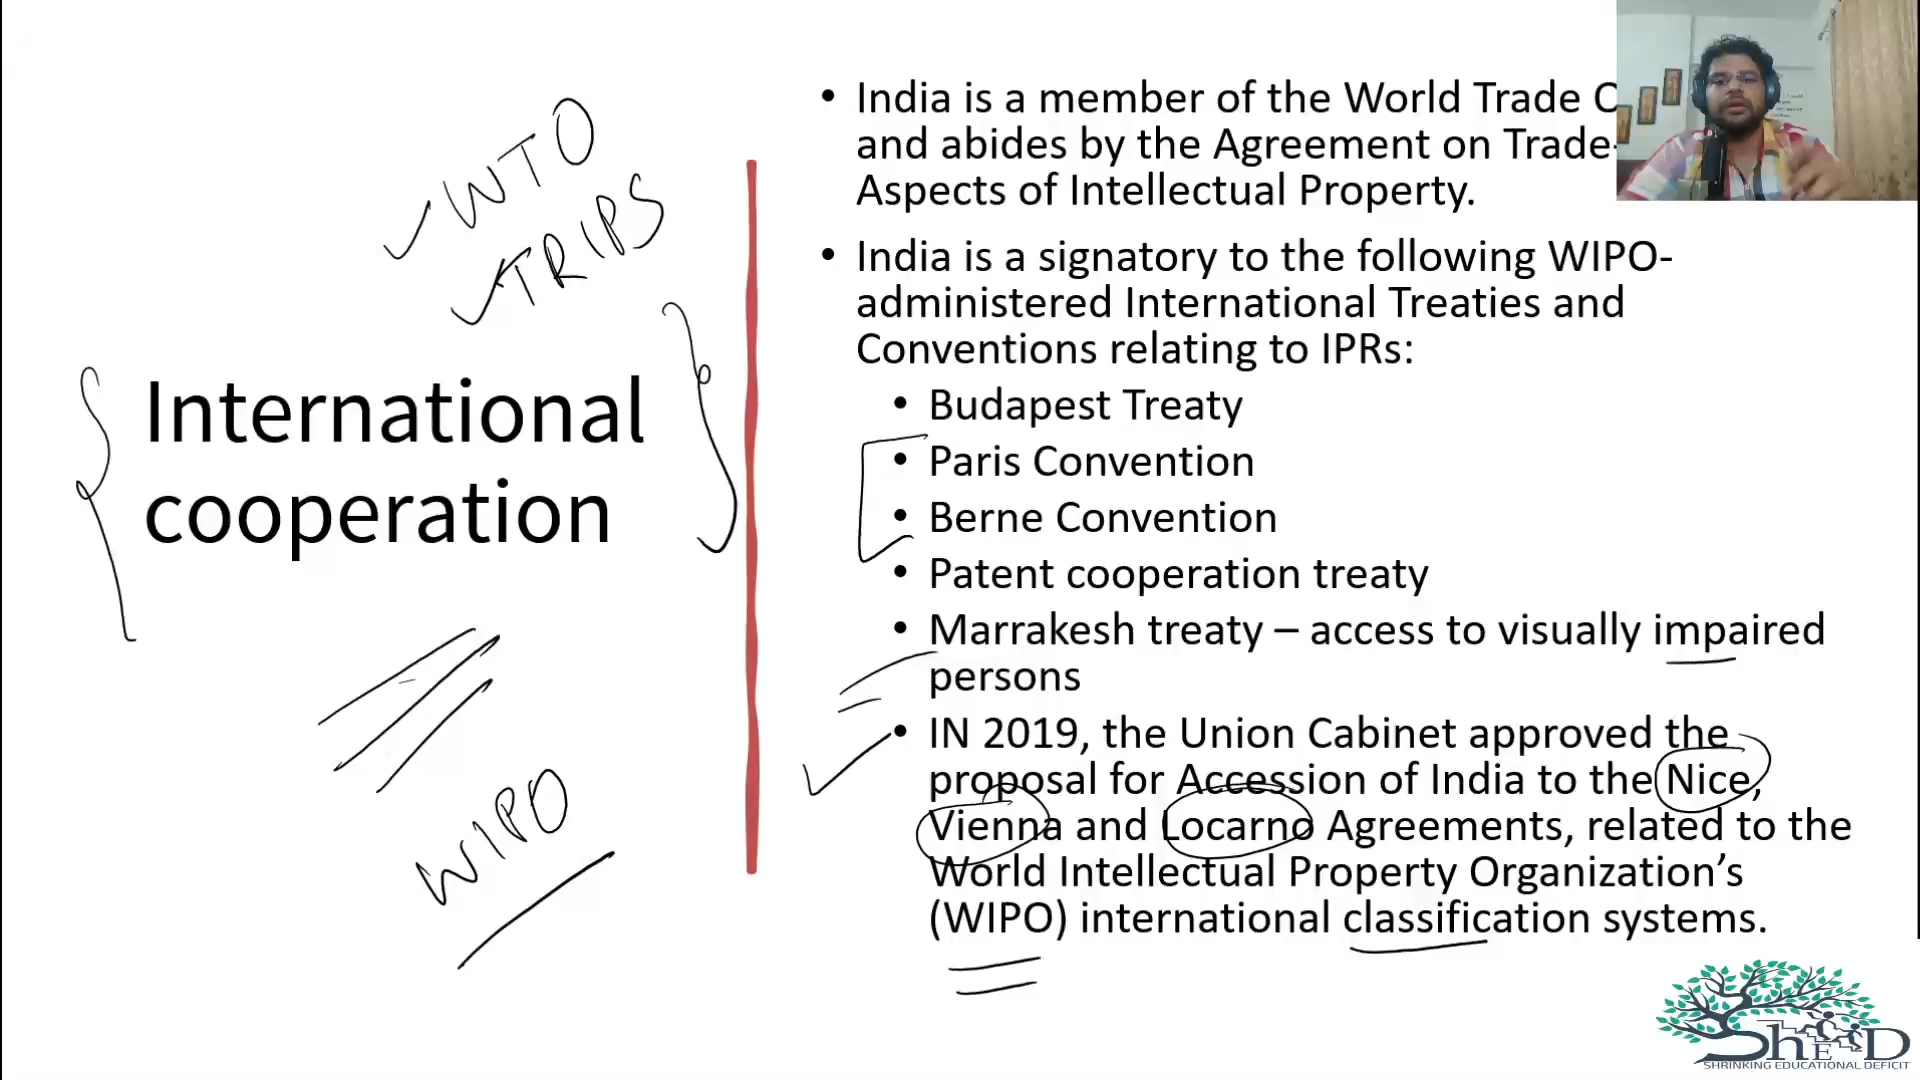 WTO
TRIPS
International
cooperation
WIPO
• India is a member of the World Trade
and abides by the Agreement on Trade-
Aspects of Intellectual Property.
• India is a signatory to the following WIPO-
administered International Treaties and
Conventions relating to IPRs:
• Budapest Treaty
• Paris Convention
• Berne Convention
• Patent cooperation treaty
• Marrakesh treaty – access to visually impaired
persons
• IN 2019, the Union Cabinet approved the
proposal for Accession of India to the Nice,
Vienna and Locarno Agreements, related to the
World Intellectual Property Organization’s
(WIPO) international classification systems.
ShED
SHRINKING EDUCATIONAL DEFICIT